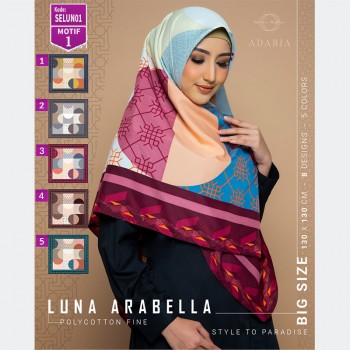 Kode:
SELUN01
MOTIF
1
ADABIA
1
2
3
4
5
LUNA ARABELLA
POLYCOTTON FINE
STYLE TO PARADISE
BIG SIZE
130 X 130 CM - 8 DESIGNS - 5 COLORS